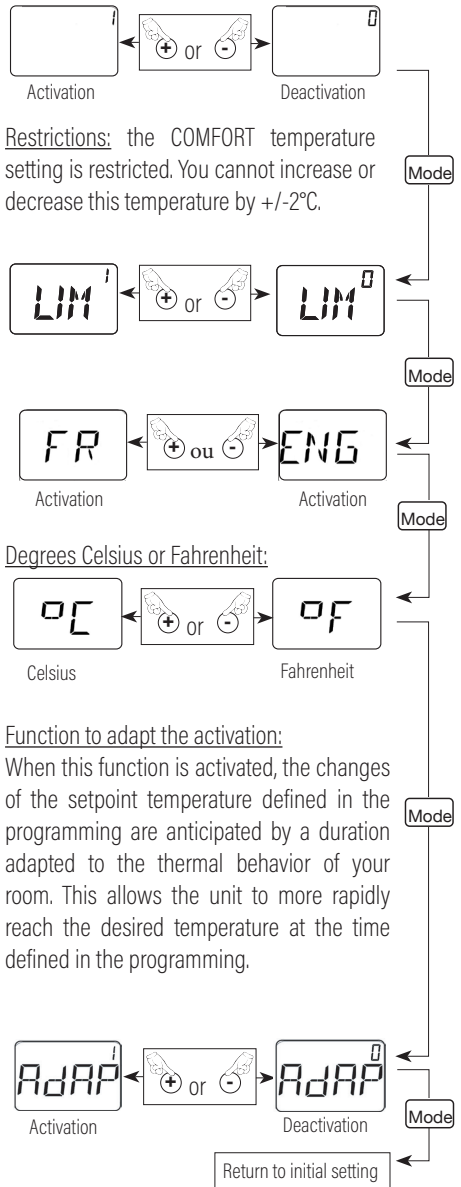 1 + or - 0
Activation Deactivation
Restrictions: the COMFORT temperature
setting is restricted. You cannot increase or
decrease this temperature by +/-2°C.
Mode
LIM 1 + or - LIM 0
Mode
FR + ou - ENG
Activation Activation
Mode
Degrees Celsius or Fahrenheit:
°C + or - °F
Celsius Fahrenheit
Function to adapt the activation:
When this function is activated, the changes
of the setpoint temperature defined in the
programming are anticipated by a duration
adapted to the thermal behavior of your
room. This allows the unit to more rapidly
reach the desired temperature at the time
defined in the programming.
Mode
AdAP 1 + or - AdAP 0
Activation Deactivation
Mode
Return to initial setting